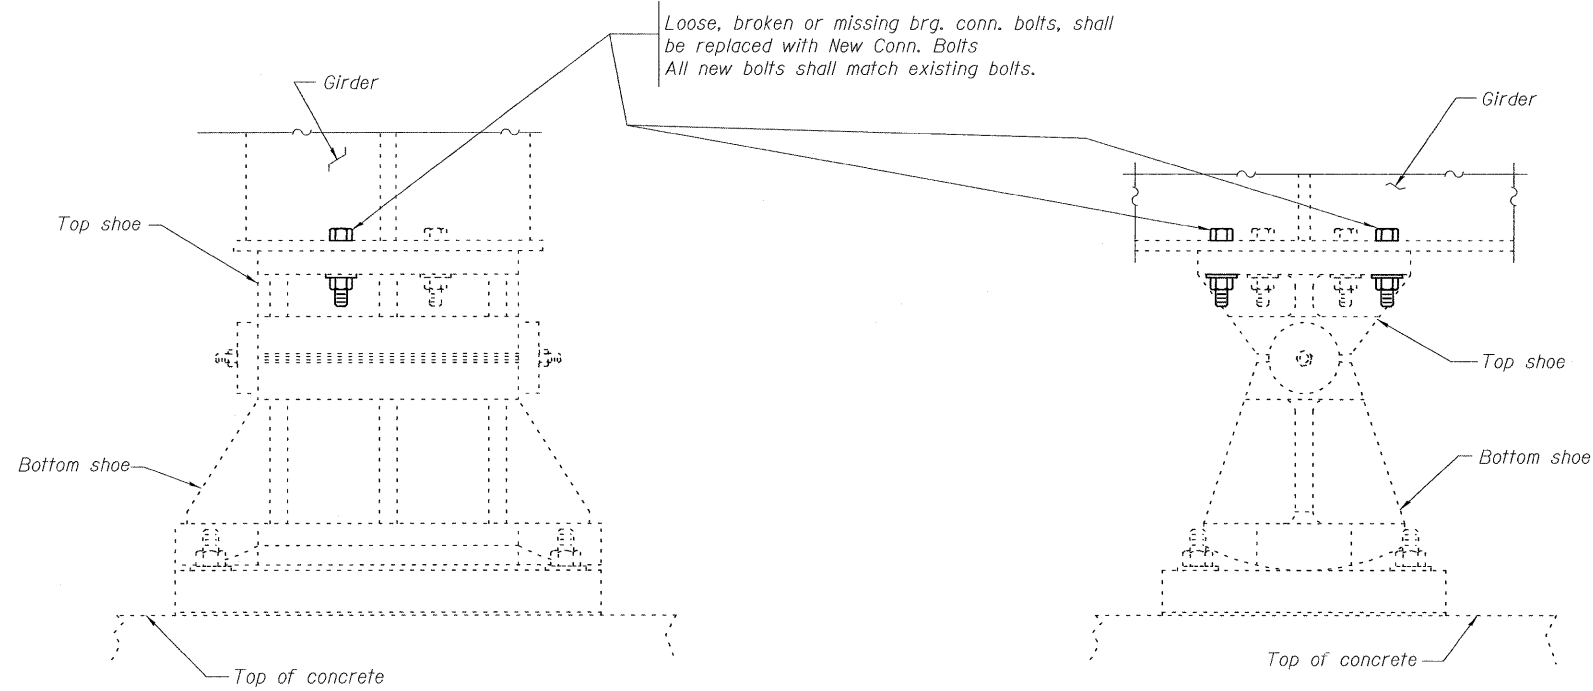 Loose, broken or missing brg. conn. bolts, shall
be replaced with New Conn. Bolts
All new bolts shall match existing bolts.
Girder
Girder
Top shoe
Top shoe
Bottom shoe
Bottom shoe
Top of concrete
Top of concrete